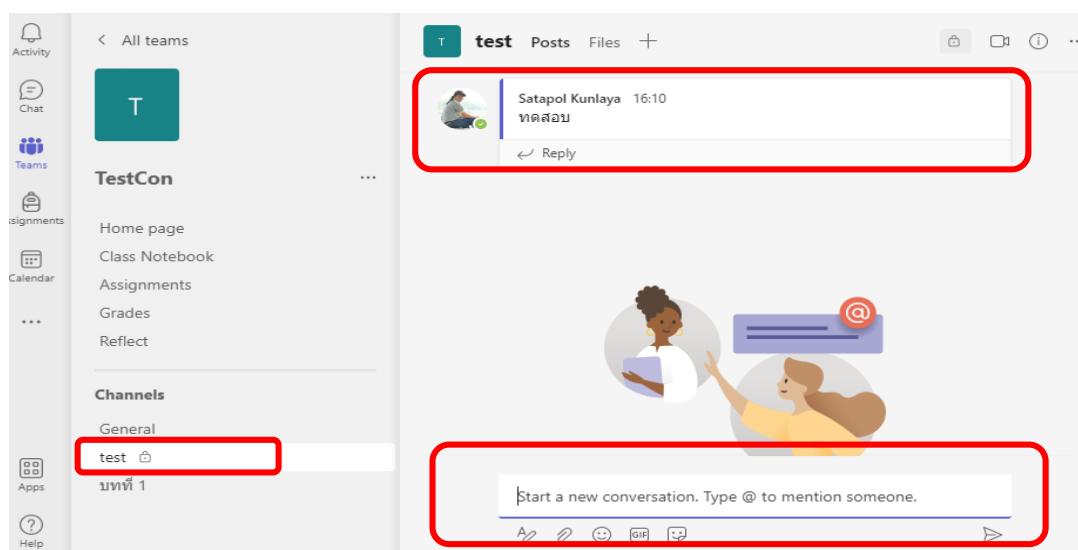 Activity
Chat
Teams
ssignments
Calendar
Apps
Help
All teams
T
TestCon
Home page
Class Notebook
Assignments
Grades
Reflect
Channels
General
test
บทที่ 1
T test Posts Files
Satapol Kunlaya 16:10
ทดสอบ
Reply
@
Start a new conversation. Type @ to mention someone.
GIF